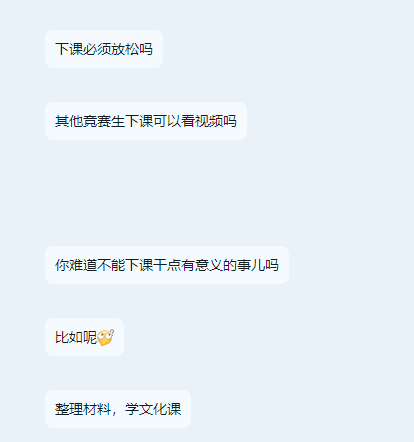 下课必须放松吗
其他竞赛生下课可以看视频吗
你难道不能下课干点有意义的事儿吗
比如呢
整理材料，学文化课